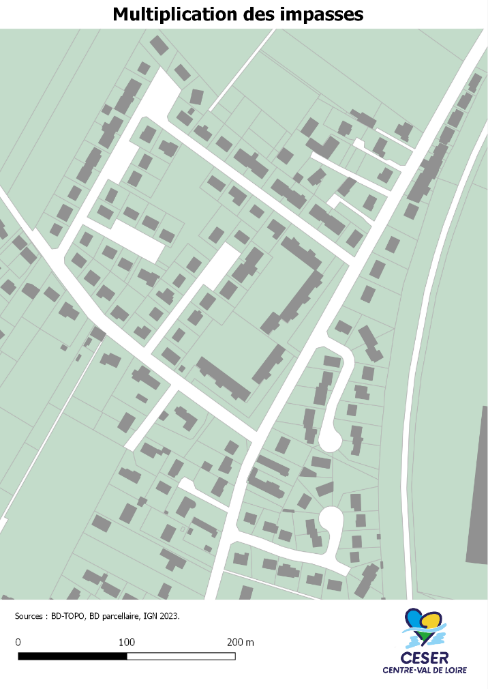 Multiplication des impasses
Sources : BD-TOPO, BD parcellaire, IGN 2023.
0 100 200 m
CESER
CENTRE-VAL DE LOIRE